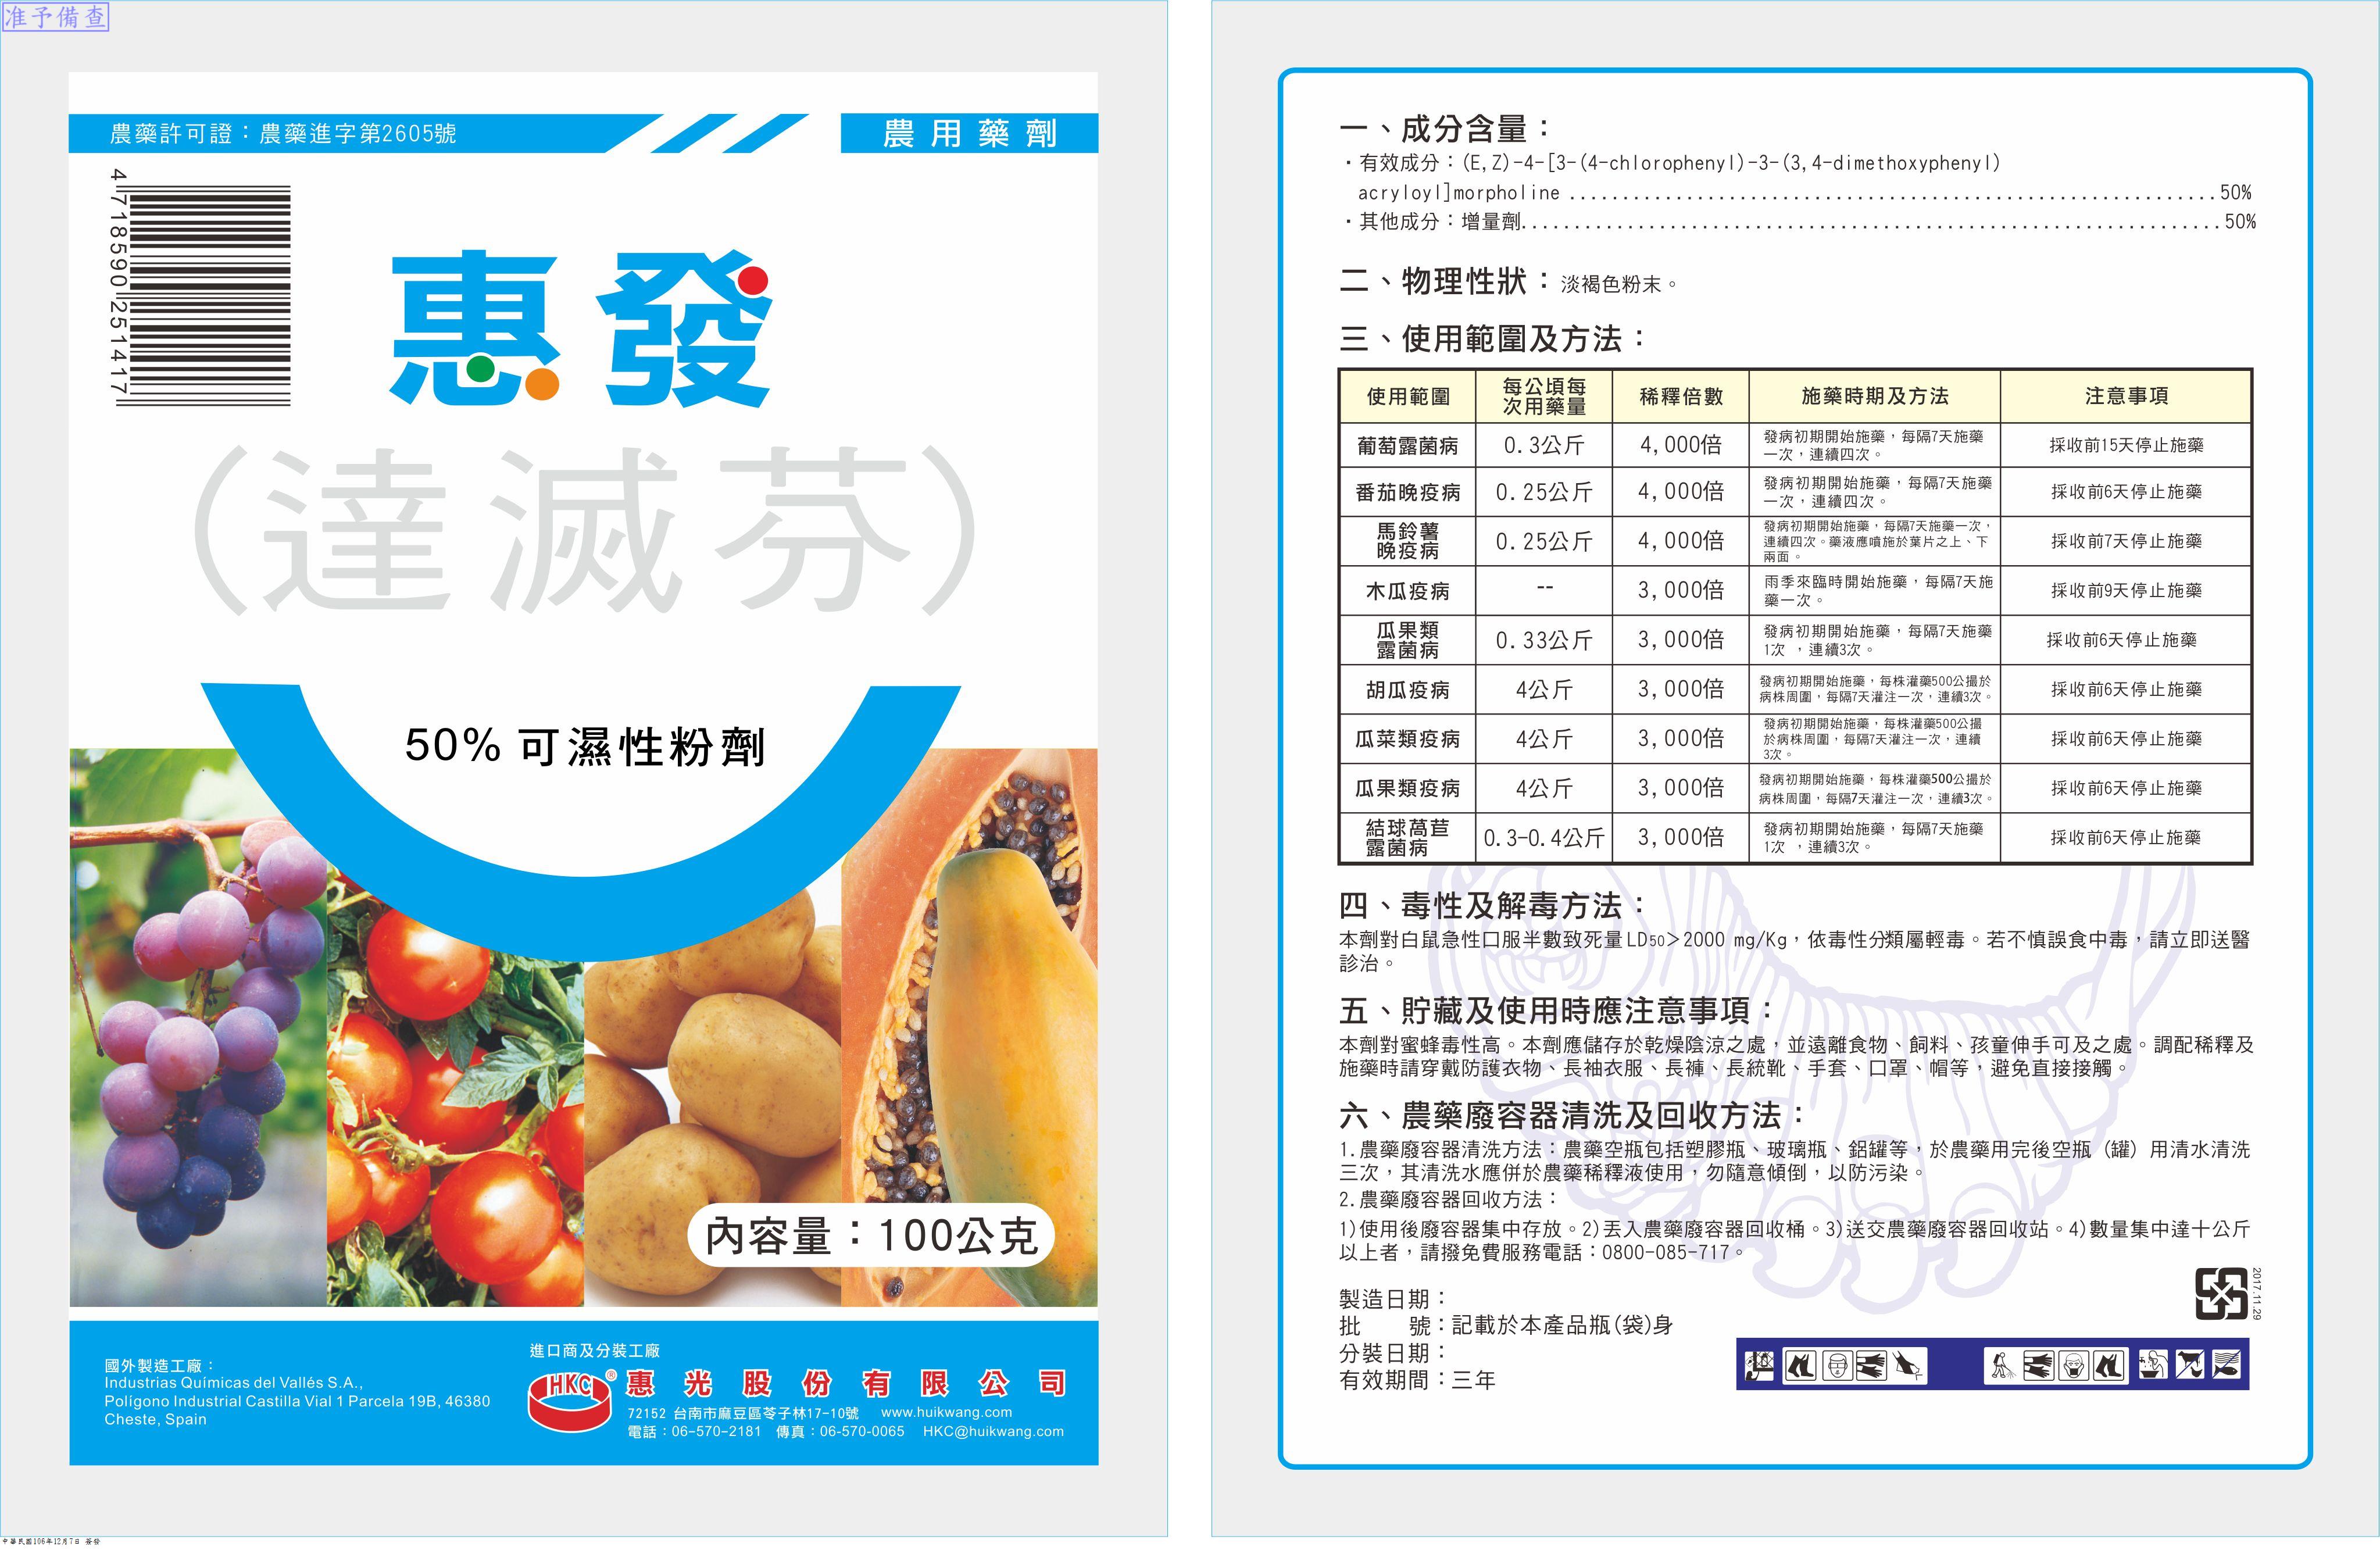 准予備查
農藥許可證：農藥進字第2605號
農用藥劑
4 718590 251417
惠發
（達滅芬）
50% 可濕性粉劑
內容量：100公克
國外製造工廠：
Industrias Químicas del Vallés S.A.,
Polígono Industrial Castilla Vial 1 Parcela 19B, 46380
Cheste, Spain
進口商及分裝工廠
HKC® 惠光股份有限公司
72152 台南市麻豆區苓子林17-10號 www.huikwang.com
電話：06-570-2181 傳真：06-570-0065 HKC@huikwang.com
中華民國106年12月7日 簽發
一、成分含量：
・有效成分：(E,Z)-4-[3-(4-chlorophenyl)-3-(3,4-dimethoxyphenyl)
acryloyl]morpholine ............................................................50%
・其他成分：增量劑.................................................................50%
二、物理性狀：淡褐色粉末。
三、使用範圍及方法：
使用範圍 每公頃每次用藥量 稀釋倍數 施藥時期及方法 注意事項
葡萄露菌病 0.3公斤 4,000倍 發病初期開始施藥，每隔7天施藥一次，連續四次。 採收前15天停止施藥
番茄晚疫病 0.25公斤 4,000倍 發病初期開始施藥，每隔7天施藥一次，連續四次。 採收前6天停止施藥
馬鈴薯晚疫病 0.25公斤 4,000倍 發病初期開始施藥，每隔7天施藥一次，連續四次。藥液應噴施於葉片之上、下兩面。 採收前7天停止施藥
木瓜疫病 -- 3,000倍 雨季來臨時開始施藥，每隔7天施藥一次。 採收前9天停止施藥
瓜果類露菌病 0.33公斤 3,000倍 發病初期開始施藥，每隔7天施藥1次 ，連續3次。 採收前6天停止施藥
胡瓜疫病 4公斤 3,000倍 發病初期開始施藥，每株灌藥500公撮於病株周圍，每隔7天灌注一次，連續3次。 採收前6天停止施藥
瓜菜類疫病 4公斤 3,000倍 發病初期開始施藥，每株灌藥500公撮於病株周圍，每隔7天灌注一次，連續3次。 採收前6天停止施藥
瓜果類疫病 4公斤 3,000倍 發病初期開始施藥，每株灌藥500公撮於病株周圍，每隔7天灌注一次，連續3次。 採收前6天停止施藥
結球萵苣露菌病 0.3-0.4公斤 3,000倍 發病初期開始施藥，每隔7天施藥1次 ，連續3次。 採收前6天停止施藥
四、毒性及解毒方法：
本劑對白鼠急性口服半數致死量LD50＞2000 mg/Kg，依毒性分類屬輕毒。若不慎誤食中毒，請立即送醫
診治。
五、貯藏及使用時應注意事項：
本劑對蜜蜂毒性高。本劑應儲存於乾燥陰涼之處，並遠離食物、飼料、孩童伸手可及之處。調配稀釋及
施藥時請穿戴防護衣物、長袖衣服、長褲、長統靴、手套、口罩、帽等，避免直接接觸。
六、農藥廢容器清洗及回收方法：
1.農藥廢容器清洗方法：農藥空瓶包括塑膠瓶、玻璃瓶、鋁罐等，於農藥用完後空瓶（罐）用清水清洗
三次，其清洗水應併於農藥稀釋液使用，勿隨意傾倒，以防污染。
2.農藥廢容器回收方法：
1)使用後廢容器集中存放。2)丟入農藥廢容器回收桶。3)送交農藥廢容器回收站。4)數量集中達十公斤
以上者，請撥免費服務電話：0800-085-717。
製造日期：
批　　號：記載於本產品瓶(袋)身
分裝日期：
有效期間：三年
2017.11.29